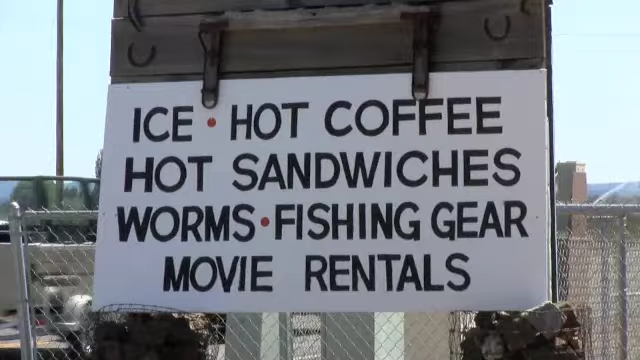 ICE • HOT COFFEE
HOT SANDWICHES
WORMS • FISHING GEAR
MOVIE RENTALS